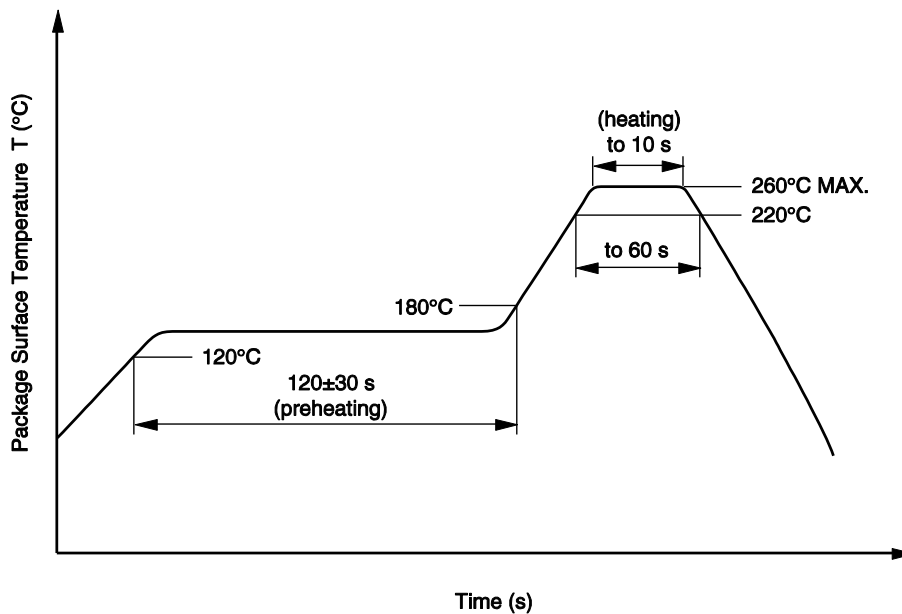 Package Surface Temperature T (°C)
(heating)
to 10 s
260°C MAX.
220°C
to 60 s
180°C
120°C
120±30 s
(preheating)
Time (s)